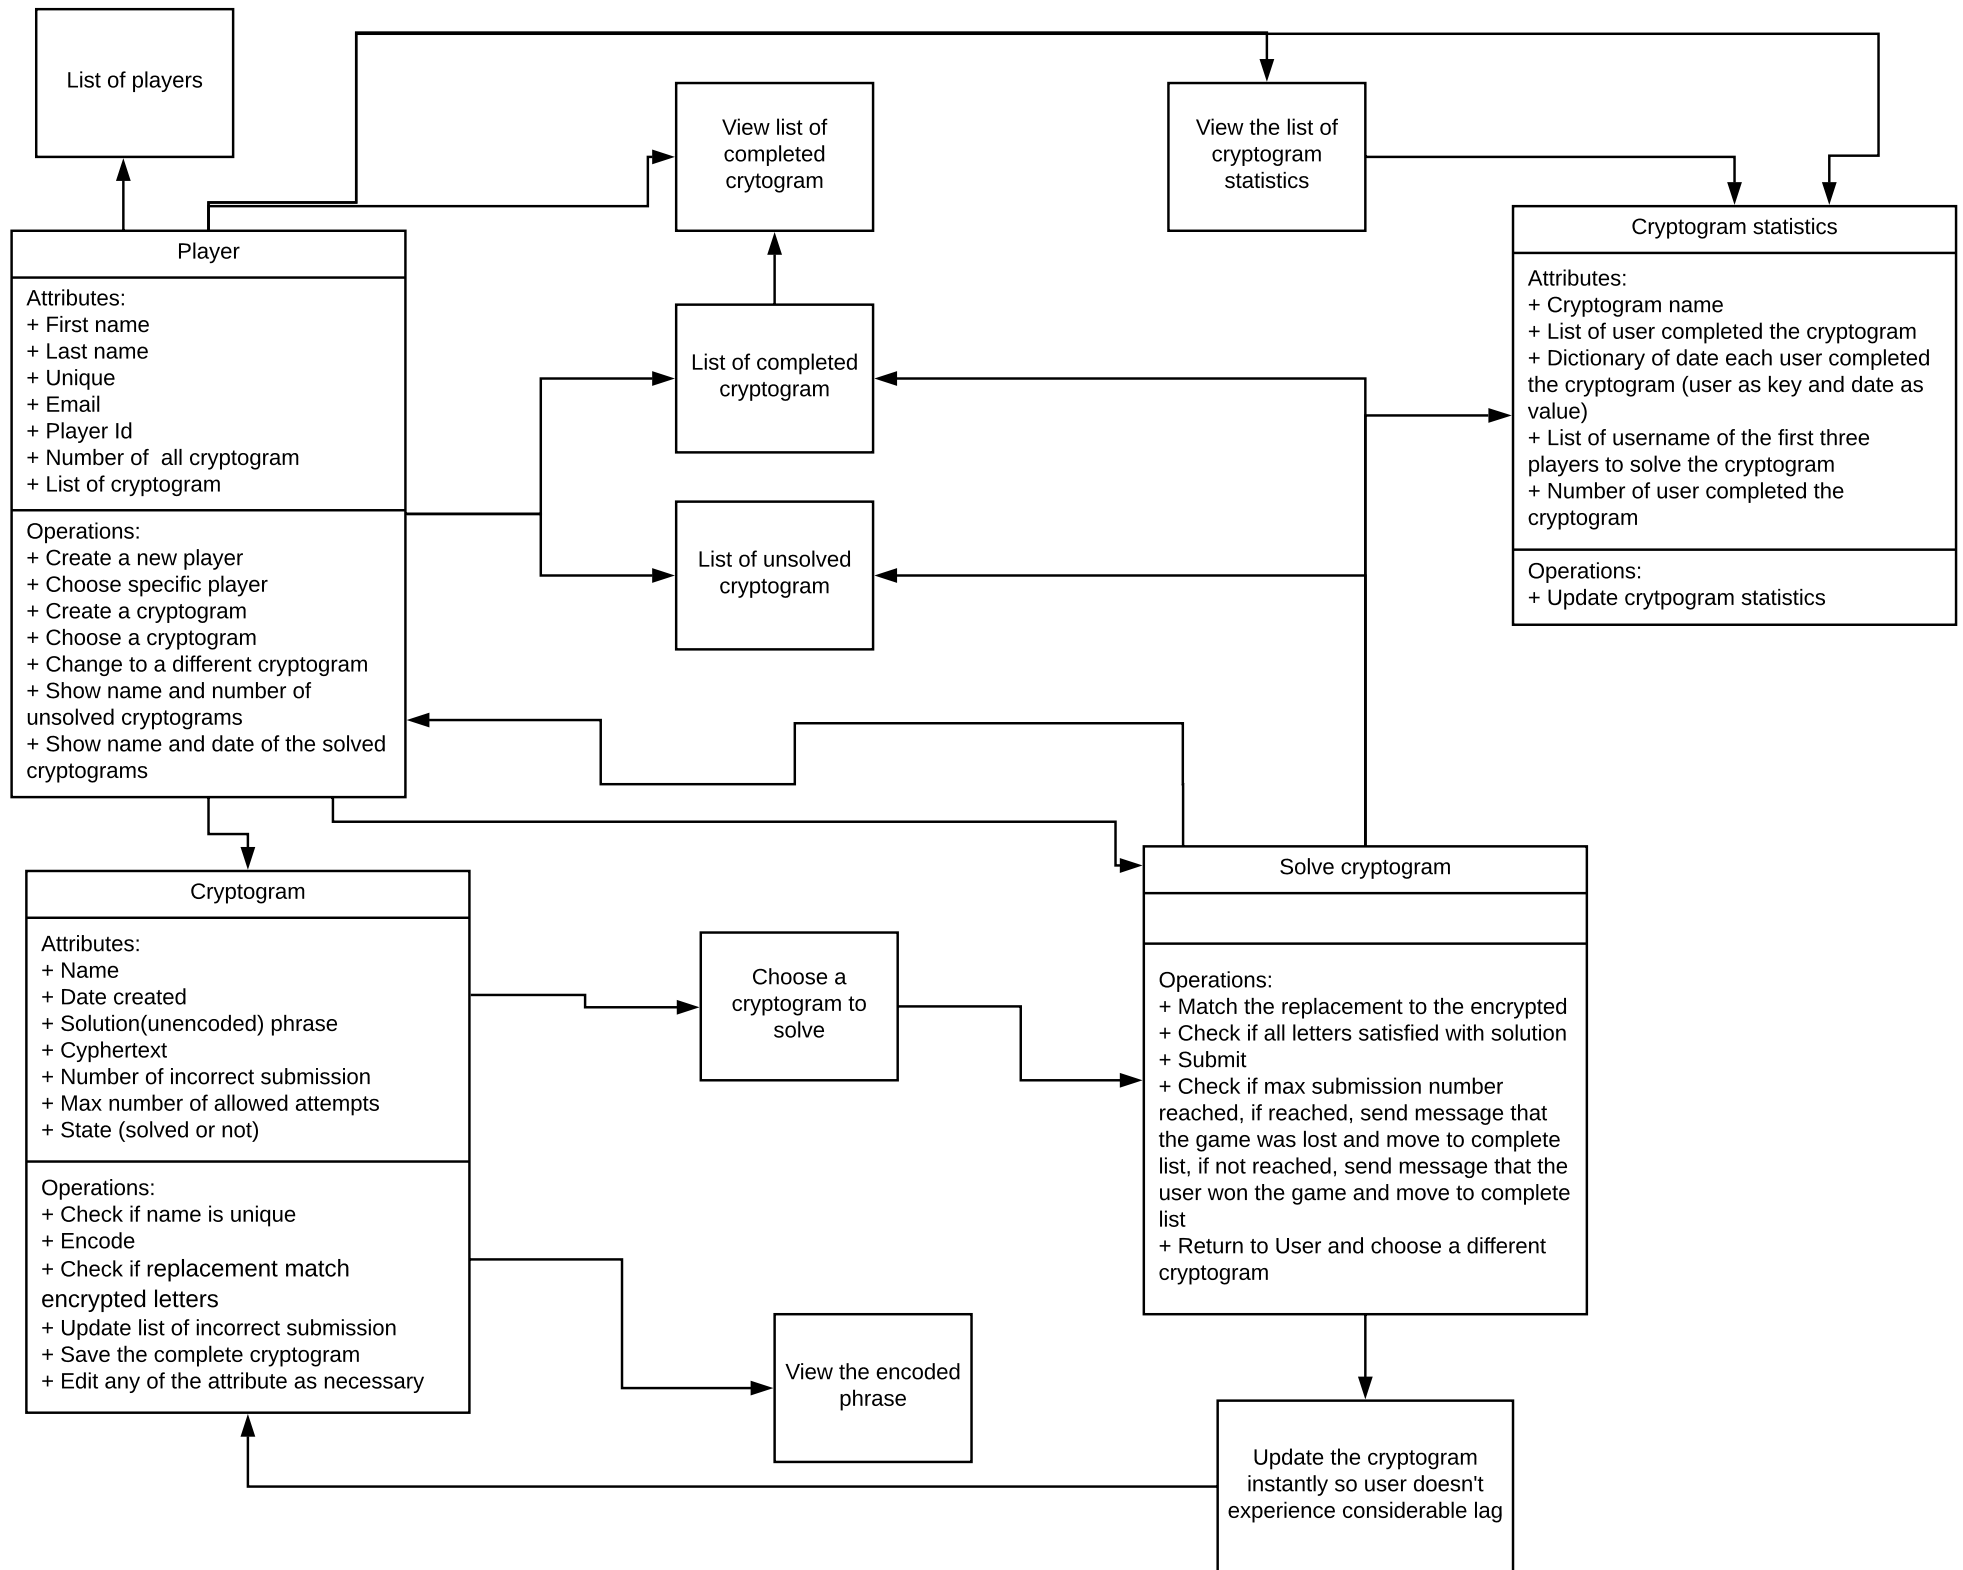 List of players
View list of
completed
crytogram
View the list of
cryptogram
statistics
Player
Attributes:
+ First name
+ Last name
+ Unique
+ Email
+ Player Id
+ Number of  all cryptogram
+ List of cryptogram
Operations:
+ Create a new player
+ Choose specific player
+ Create a cryptogram
+ Choose a cryptogram
+ Change to a different cryptogram
+ Show name and number of
unsolved cryptograms
+ Show name and date of the solved
cryptograms
List of completed
cryptogram
List of unsolved
cryptogram
Cryptogram statistics
Attributes:
+ Cryptogram name
+ List of user completed the cryptogram
+ Dictionary of date each user completed
the cryptogram (user as key and date as
value)
+ List of username of the first three
players to solve the cryptogram
+ Number of user completed the
cryptogram
Operations:
+ Update crytpogram statistics
Cryptogram
Attributes:
+ Name
+ Date created
+ Solution(unencoded) phrase
+ Cyphertext
+ Number of incorrect submission
+ Max number of allowed attempts
+ State (solved or not)
Operations:
+ Check if name is unique
+ Encode
+ Check if replacement match
encrypted letters
+ Update list of incorrect submission
+ Save the complete cryptogram
+ Edit any of the attribute as necessary
Choose a
cryptogram to
solve
View the encoded
phrase
Solve cryptogram
Operations:
+ Match the replacement to the encrypted
+ Check if all letters satisfied with solution
+ Submit
+ Check if max submission number
reached, if reached, send message that
the game was lost and move to complete
list, if not reached, send message that the
user won the game and move to complete
list
+ Return to User and choose a different
cryptogram
Update the cryptogram
instantly so user doesn't
experience considerable lag